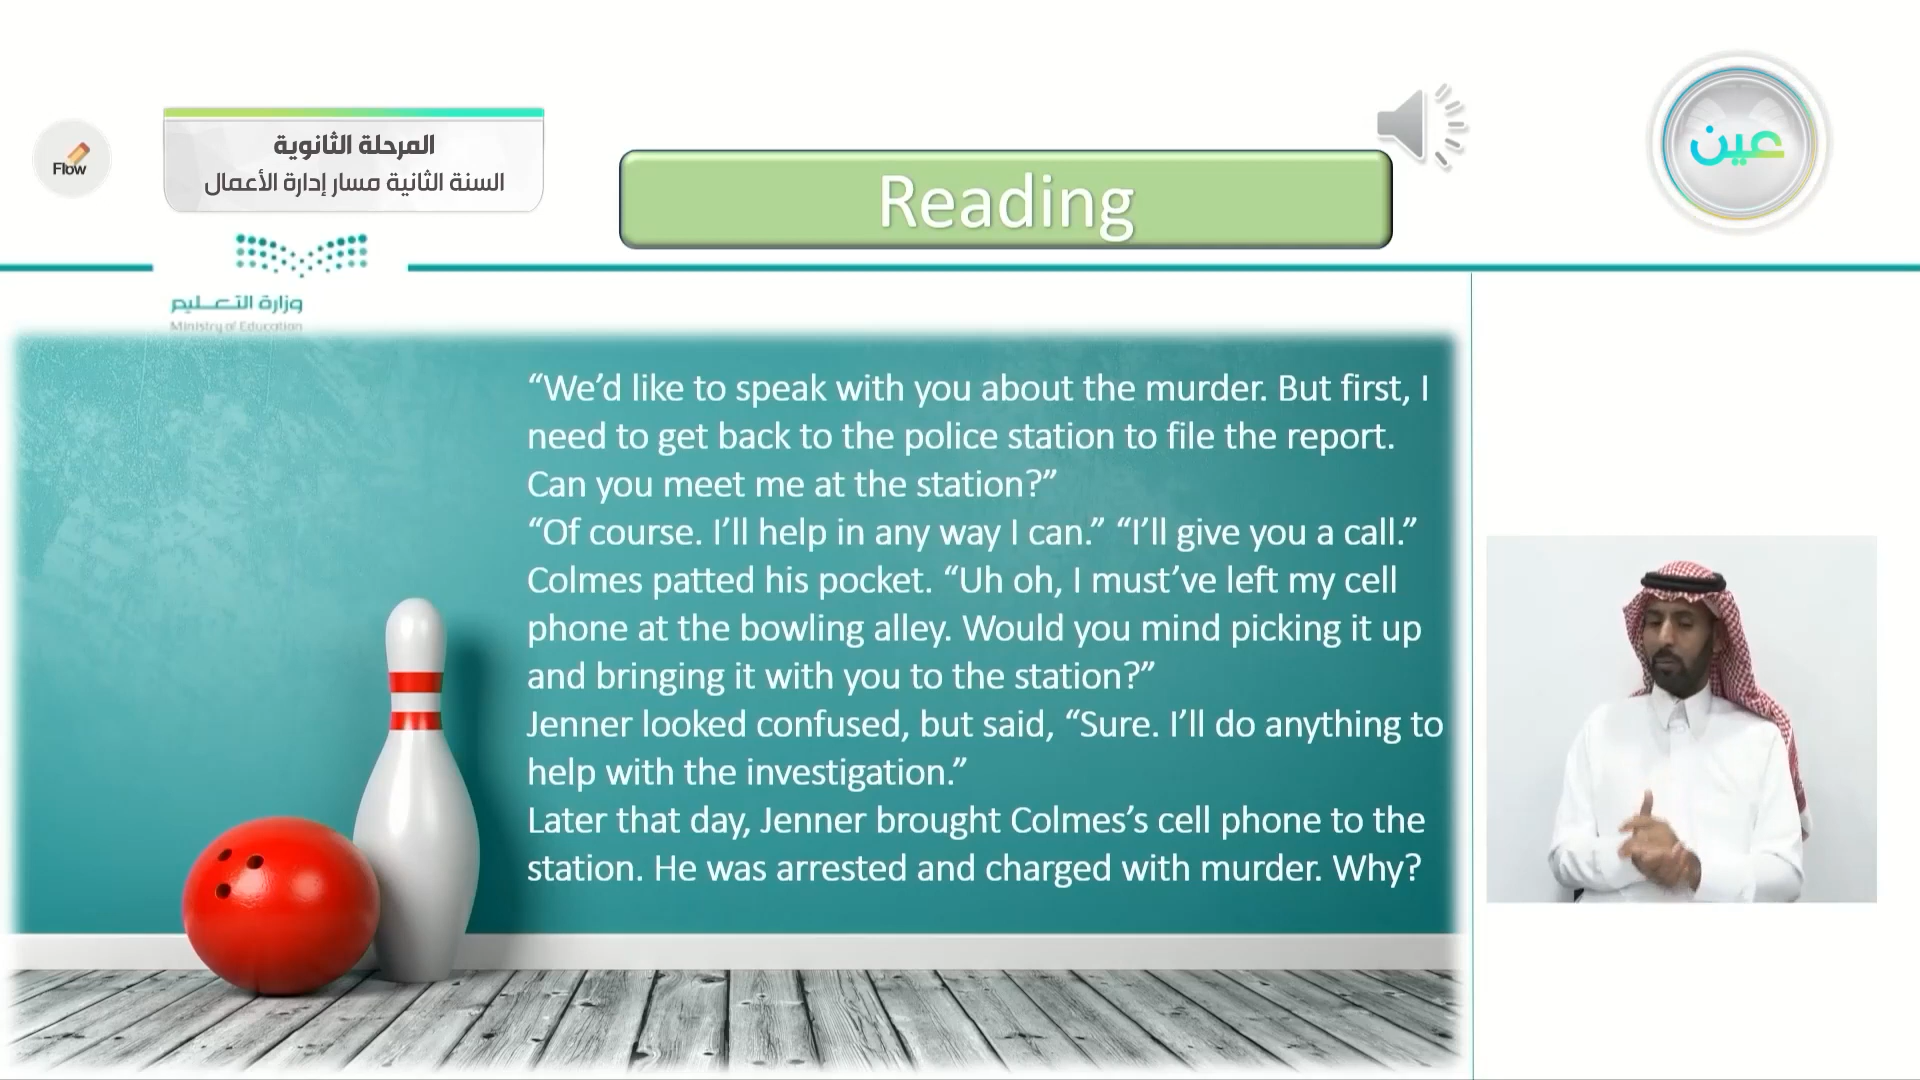 المرحلة الثانوية
السنة الثانية مسار إدارة الأعمال
Flow
Reading
عين
وزارة التعليم
Ministry of Education
“We’d like to speak with you about the murder. But first, I
need to get back to the police station to file the report.
Can you meet me at the station?”
“Of course. I’ll help in any way I can.” “I’ll give you a call.”
Colmes patted his pocket. “Uh oh, I must’ve left my cell
phone at the bowling alley. Would you mind picking it up
and bringing it with you to the station?”
Jenner looked confused, but said, “Sure. I’ll do anything to
help with the investigation.”
Later that day, Jenner brought Colmes’s cell phone to the
station. He was arrested and charged with murder. Why?